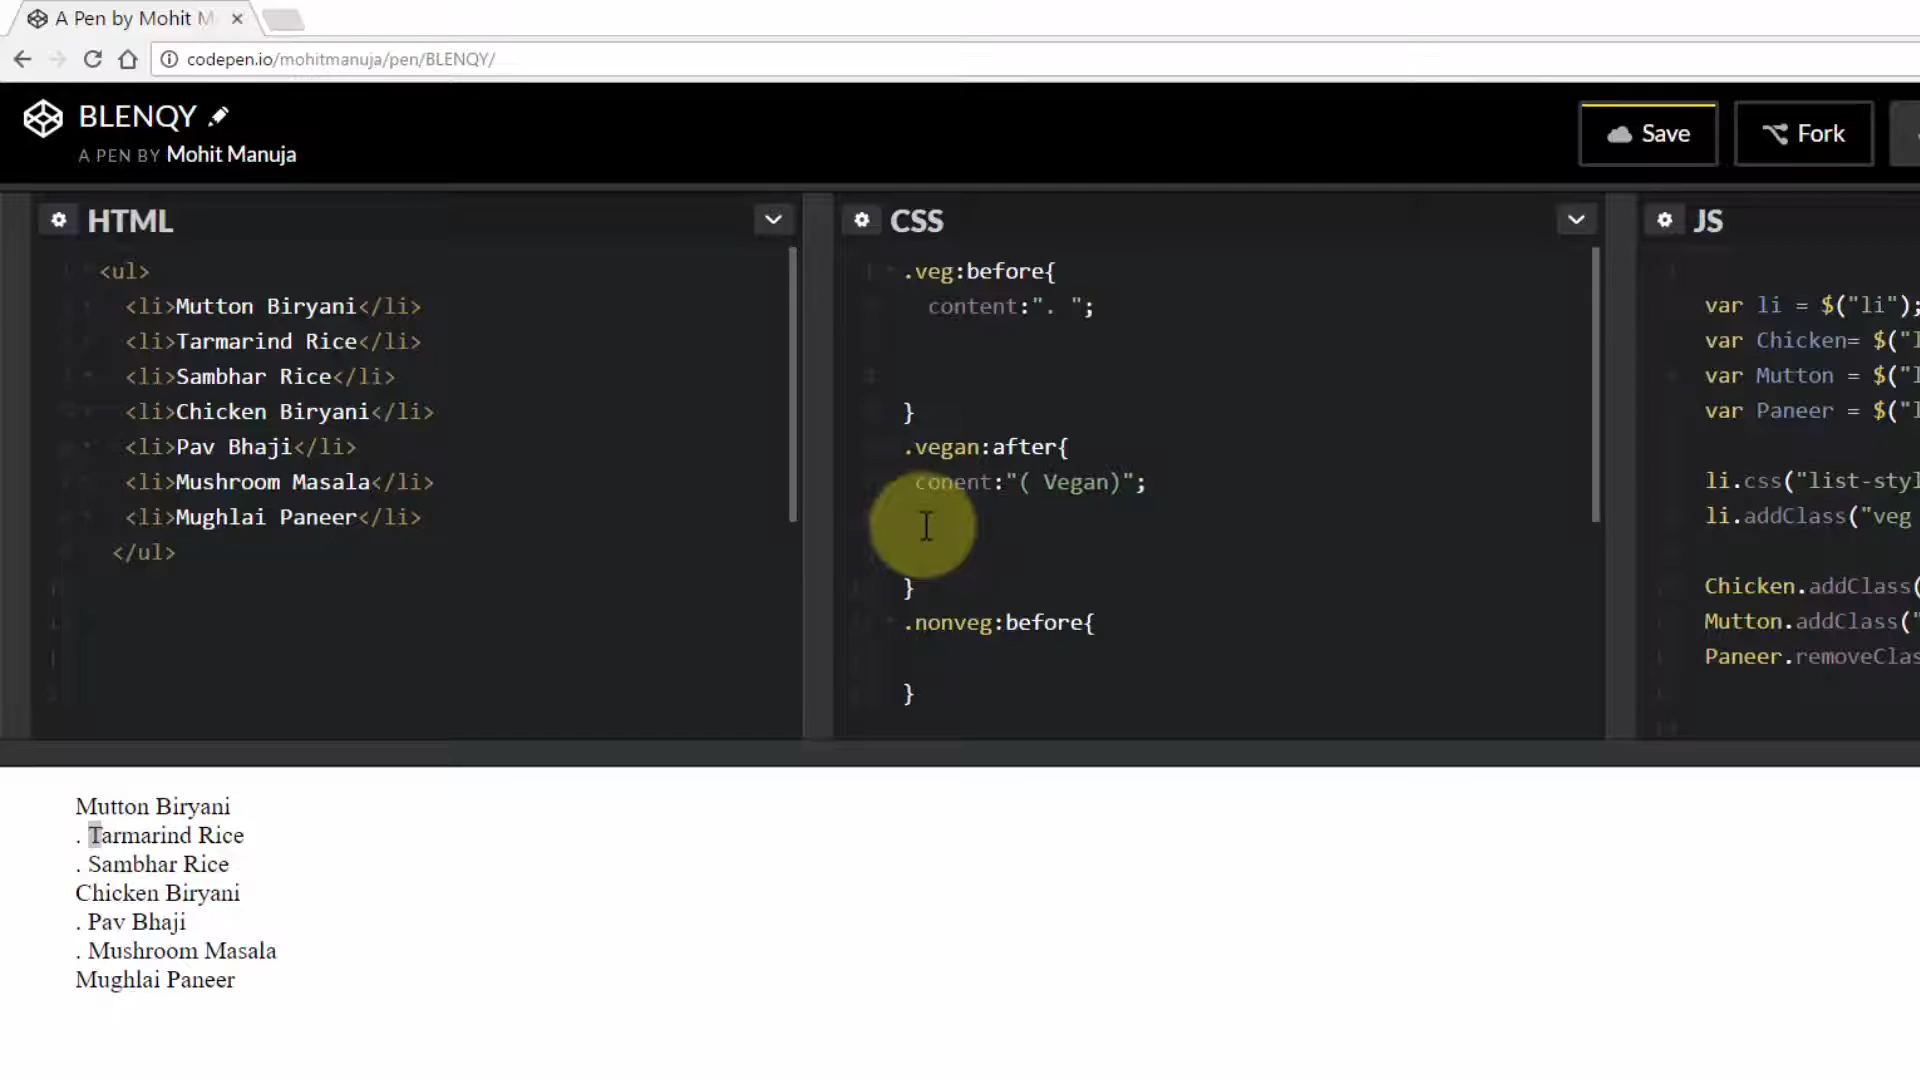 A Pen by Mohit M
codepen.io/mohitmanuja/pen/BLENQY/
BLENQY
A PEN BY Mohit Manuja
Save
Fork
HTML
<ul>
<li>Mutton Biryani</li>
<li>Tarmarind Rice</li>
<li>Sambhar Rice</li>
<li>Chicken Biryani</li>
<li>Pav Bhaji</li>
<li>Mushroom Masala</li>
<li>Mughlai Paneer</li>
</ul>
CSS
.veg:before{
content:". ";
}
.vegan:after{
conent:"( Vegan)";
}
.nonveg:before{
}
JS
var li = $("li");
var Chicken= $("l
var Mutton = $("l
var Paneer = $("l
li.css("list-styl
li.addClass("veg
Chicken.addClass(
Mutton.addClass("
Paneer.removeClas
Mutton Biryani
. Tarmarind Rice
. Sambhar Rice
Chicken Biryani
. Pav Bhaji
. Mushroom Masala
Mughlai Paneer